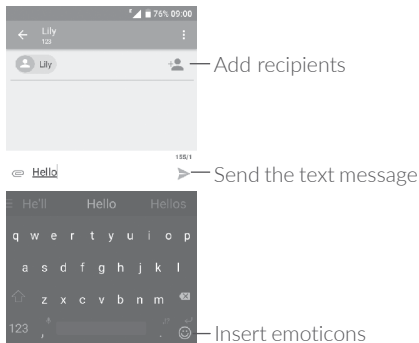 76% 09:00
Lily
123
Lily
Add recipients
155/1
Hello
Send the text message
He'll Hello Hellos
q w e r t y u i o p
a s d f g h j k l
z x c v b n m
123 , .
Insert emoticons